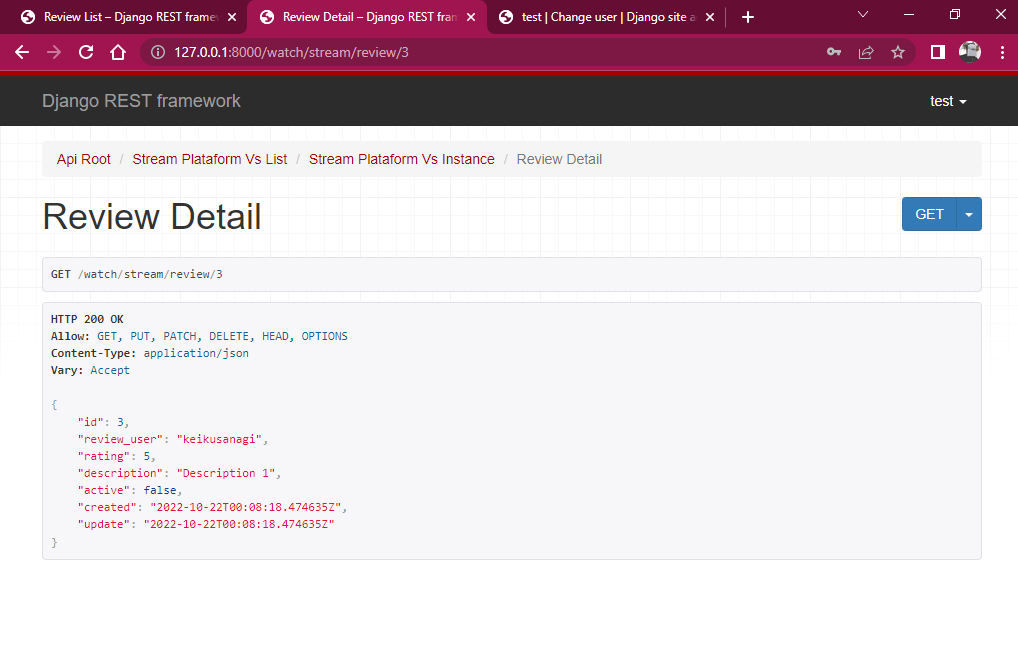 Review List – Django REST framew
Review Detail – Django REST fran
test | Change user | Django site a
127.0.0.1:8000/watch/stream/review/3
Django REST framework
test
Api Root / Stream Plataform Vs List / Stream Plataform Vs Instance / Review Detail
Review Detail
GET
GET /watch/stream/review/3
HTTP 200 OK
Allow: GET, PUT, PATCH, DELETE, HEAD, OPTIONS
Content-Type: application/json
Vary: Accept
{
"id": 3,
"review_user": "keikusanagi",
"rating": 5,
"description": "Description 1",
"active": false,
"created": "2022-10-22T00:08:18.474635Z",
"update": "2022-10-22T00:08:18.474635Z"
}